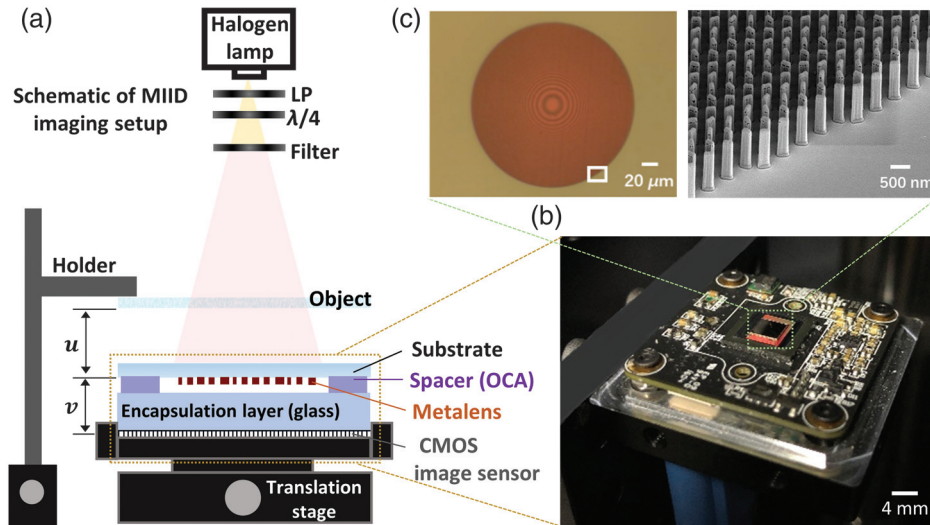 (a)
Halogen
lamp
Schematic of MIID
imaging setup
LP
λ/4
Filter
Holder
Object
u
v
Substrate
Spacer (OCA)
Metalens
Encapsulation layer (glass)
CMOS
image sensor
Translation
stage
(c)
20 μm
500 nm
(b)
4 mm